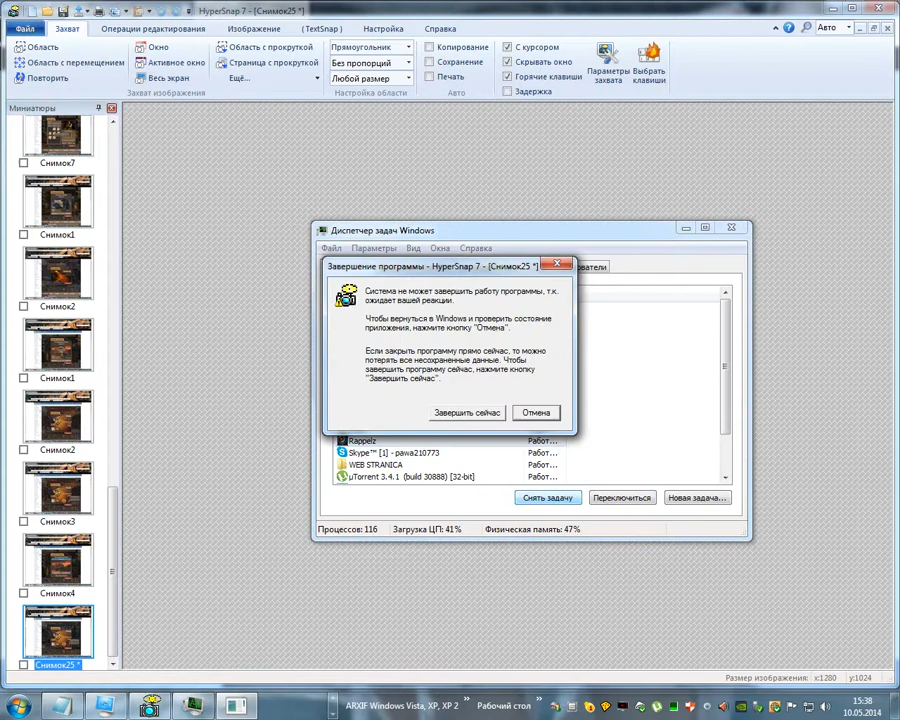 HyperSnap 7 - [Снимок25 *]
Файл
Захват
Операции редактирования
Изображение
( TextSnap )
Настройка
Справка
Авто
Область
Область с перемещением
Повторить
Окно
Активное окно
Весь экран
Область с прокруткой
Страница с прокруткой
Ещё...
Захват изображения
Прямоугольник
Без пропорций
Любой размер
Настройка области
Копирование
Сохранение
Печать
Авто
С курсором
Скрывать окно
Горячие клавиши
Задержка
Параметры захвата
Выбрать клавиши
Миниатюры
Снимок7
Снимок1
Снимок2
Снимок1
Снимок2
Снимок3
Снимок4
Снимок25 *
Диспетчер задач Windows
Файл Параметры Вид Окна Справка
ователи
Завершение программы - HyperSnap 7 - [Снимок25 *]
Система не может завершить работу программы, т.к.
ожидает вашей реакции.
Чтобы вернуться в Windows и проверить состояние
приложения, нажмите кнопку "Отмена".
Если закрыть программу прямо сейчас, то можно
потерять все несохраненные данные. Чтобы
завершить программу сейчас, нажмите кнопку
"Завершить сейчас".
Завершить сейчас
Отмена
Rappelz Работ...
Skype™ [1] - pawa210773 Работ...
WEB STRANICA Работ...
µTorrent 3.4.1 (build 30888) [32-bit] Работ...
Снять задачу
Переключиться
Новая задача...
Процессов: 116
Загрузка ЦП: 41%
Физическая память: 47%
Размер изображения: x:1280 y:1024
ARXIF Windows Vista, XP, XP 2 »
Рабочий стол »
15:38
10.05.2014